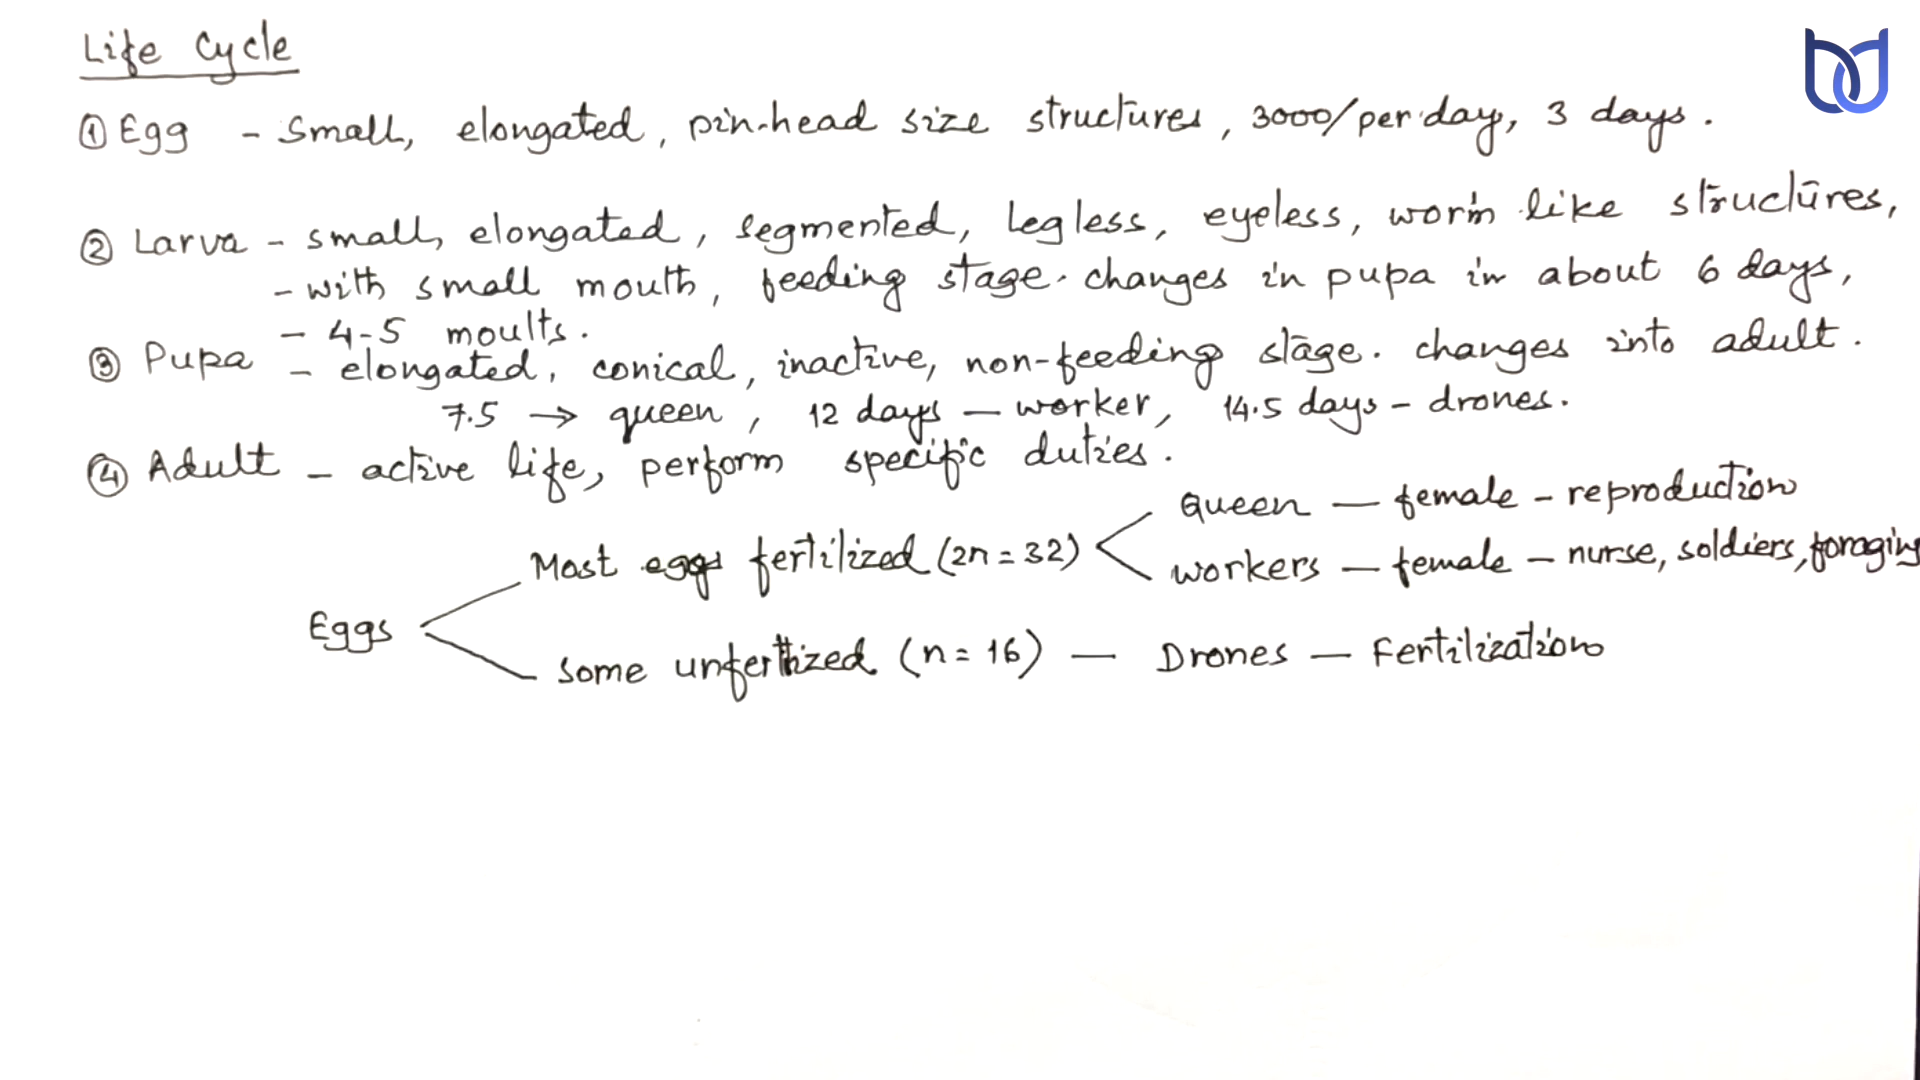 Life Cycle
① Egg - small, elongated, pin-head size structures, 3000/per day, 3 days.
② Larva - small, elongated, segmented, legless, eyeless, worm like structures,
- with small mouth, feeding stage. changes in pupa in about 6 days,
- 4-5 moults.
③ Pupa - elongated, conical, inactive, non-feeding stage. changes into adult.
7.5 → queen, 12 days - worker, 14.5 days - drones.
④ Adult - active life, perform specific duties.
Queen — female - reproduction
Most eggs fertilized (2n = 32)
workers — female - nurse, soldiers, foraging
Eggs
some unfertilized (n = 16) — Drones — Fertilization